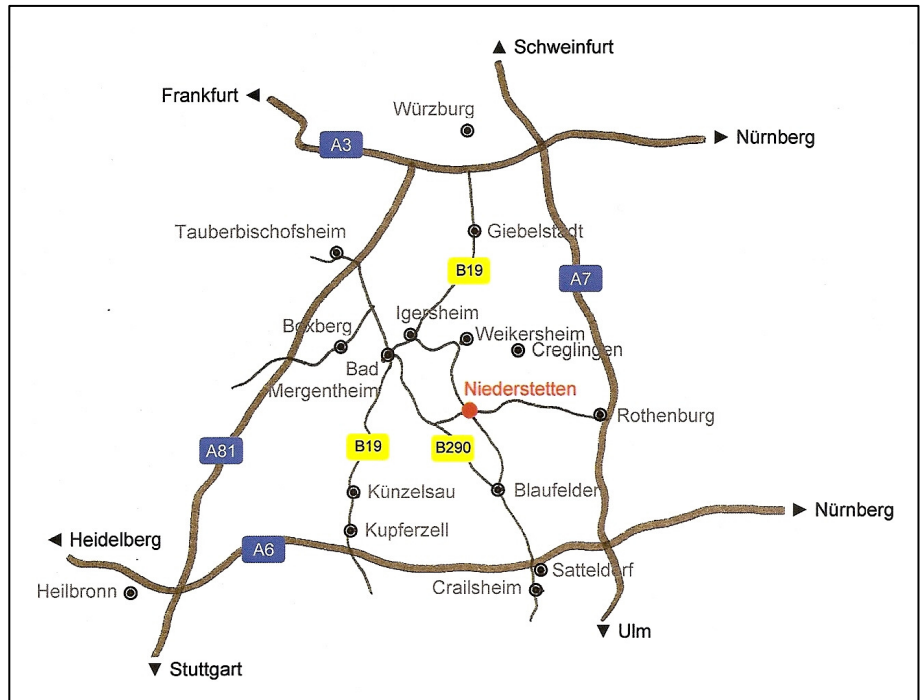 Schweinfurt
Frankfurt
Würzburg
Nürnberg
A3
Tauberbischofsheim
Giebelstadt
B19
A7
Igersheim
Boxberg
Weikersheim
Creglingen
Bad
Mergentheim
Niederstetten
Rothenburg
A81
B19
B290
Künzelsau
Blaufelden
Nürnberg
Kupferzell
Heidelberg
A6
Satteldorf
Heilbronn
Crailsheim
Ulm
Stuttgart